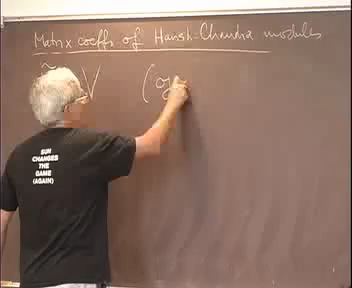 Matrix coeffs of Harish-Chandra modules
V (g
SUN
CHANGES
THE
GAME
(AGAIN)